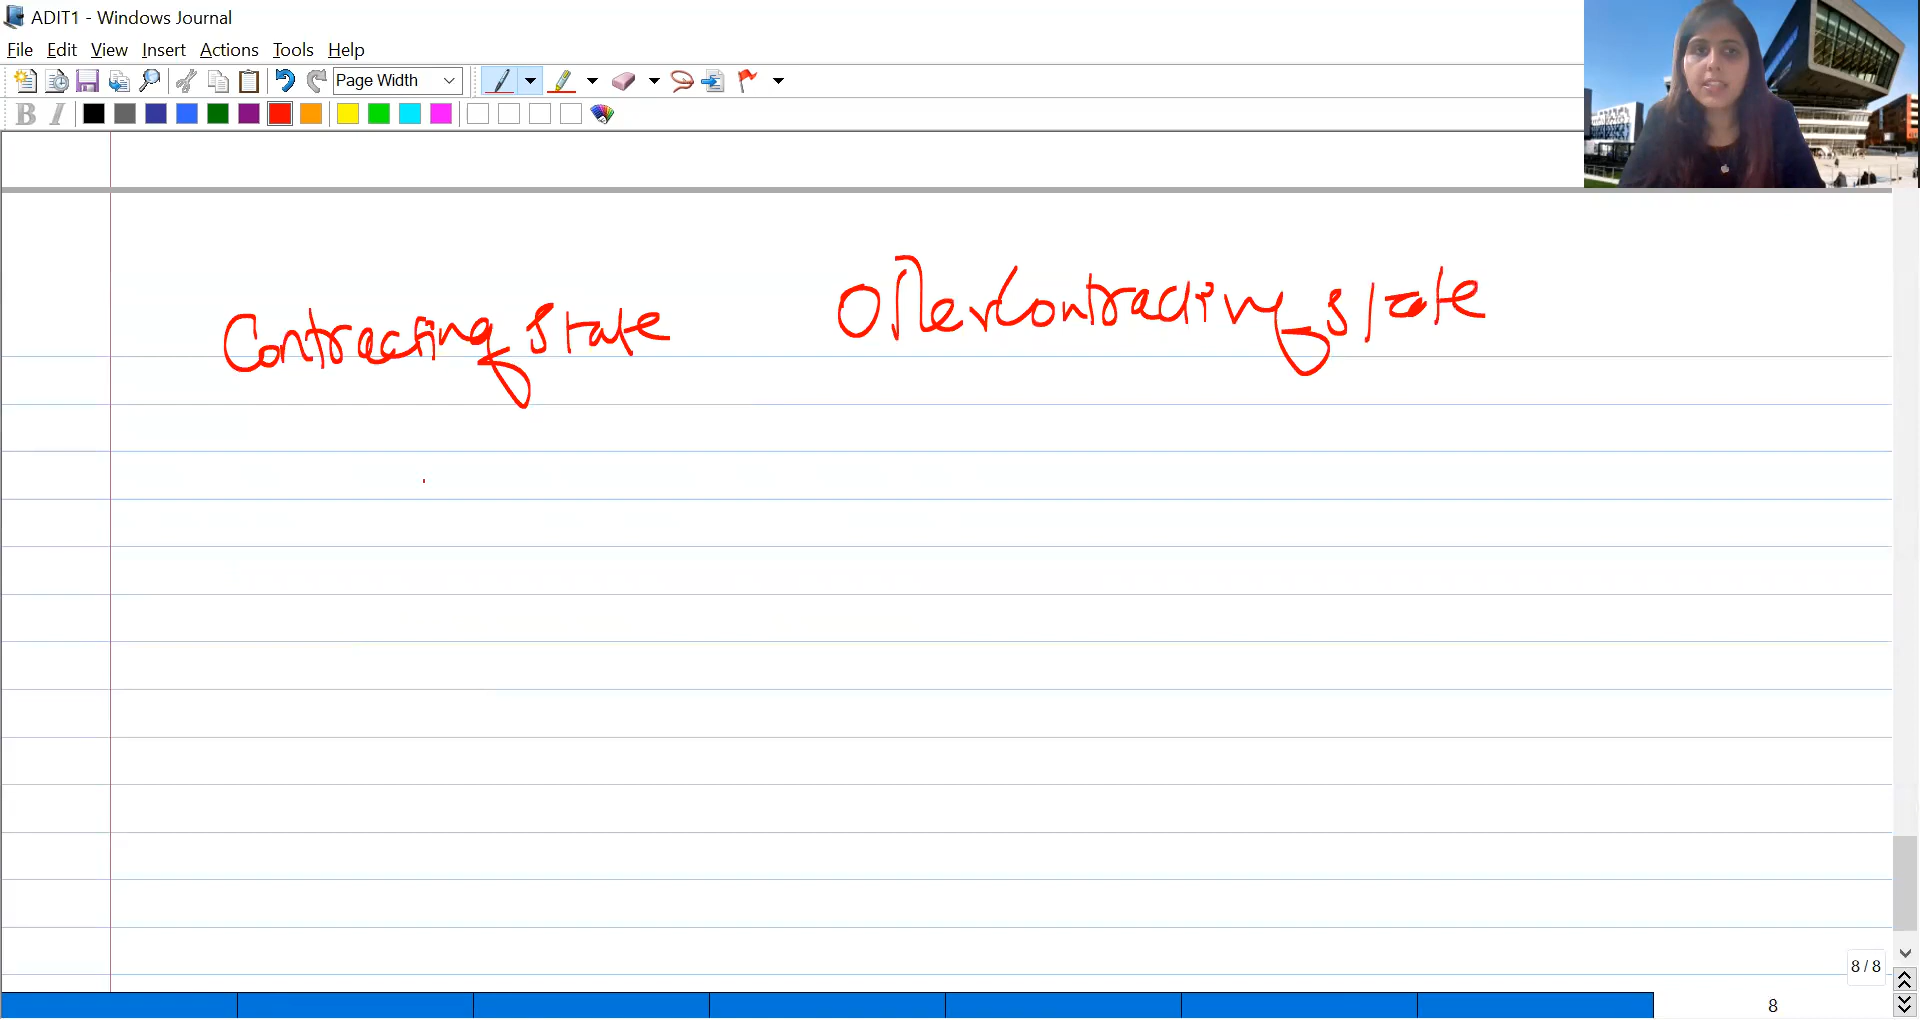 ADIT1 - Windows Journal
File Edit View Insert Actions Tools Help
Page Width
B I
Contracting State Other Contracting State
8 / 8
8